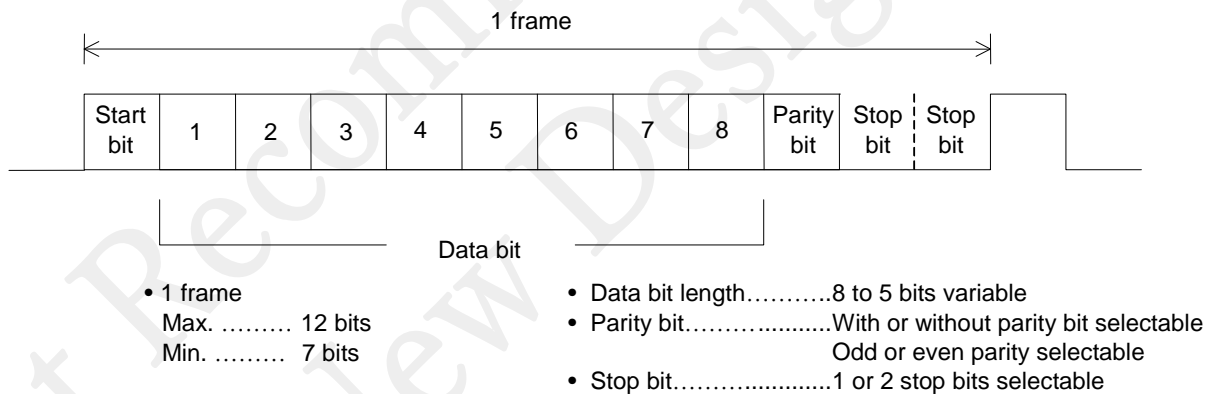 1 frame
Start bit 1 2 3 4 5 6 7 8 Parity bit Stop bit Stop bit
Data bit
• 1 frame
Max. ……… 12 bits
Min. ……… 7 bits
• Data bit length………..8 to 5 bits variable
• Parity bit………...........With or without parity bit selectable
Odd or even parity selectable
• Stop bit……….............1 or 2 stop bits selectable